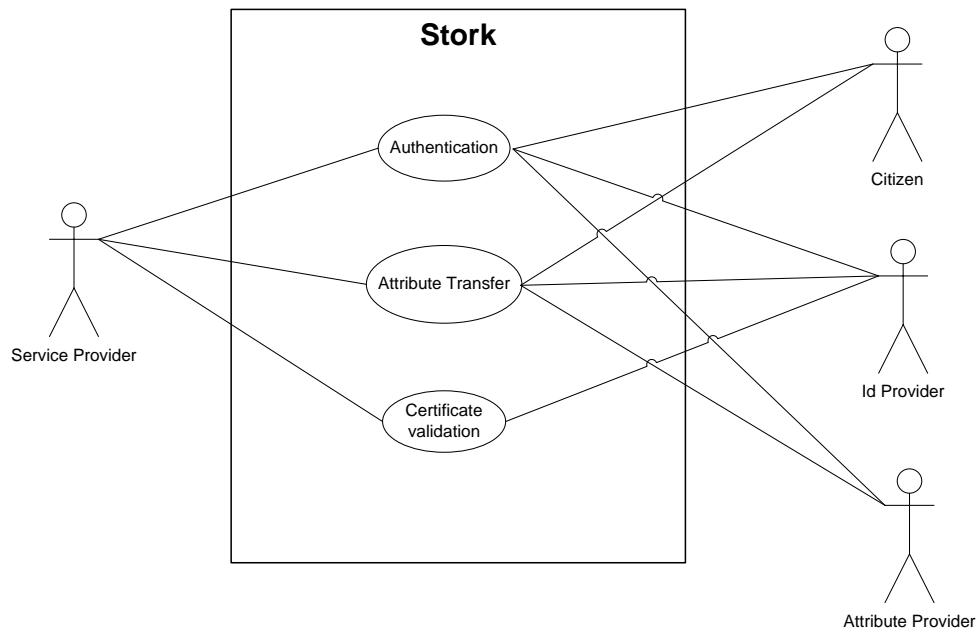 Stork
Authentication
Citizen
Attribute Transfer
Service Provider
Id Provider
Certificate
validation
Attribute Provider